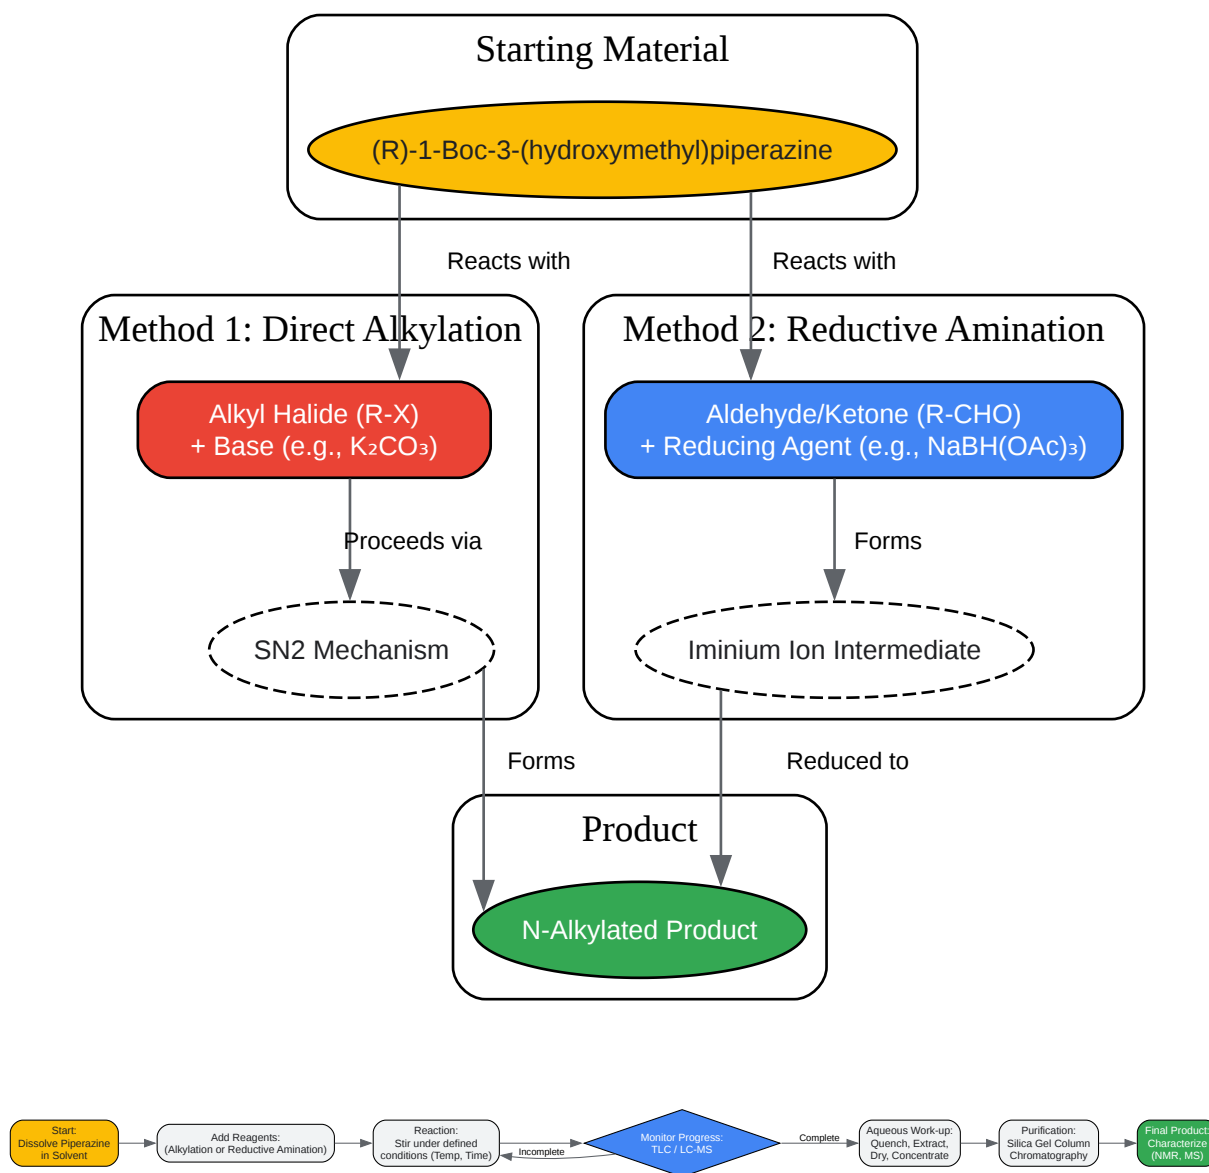 Starting Material
(R)-1-Boc-3-(hydroxymethyl)piperazine
Reacts with
Reacts with
Method 1: Direct Alkylation
Method 2: Reductive Amination
Alkyl Halide (R-X)
+ Base (e.g., K₂CO₃)
Aldehyde/Ketone (R-CHO)
+ Reducing Agent (e.g., NaBH(OAc)₃)
Proceeds via
Forms
SN2 Mechanism
Iminium Ion Intermediate
Forms
Reduced to
Product
N-Alkylated Product
Start:
Dissolve Piperazine
in Solvent
Add Reagents:
(Alkylation or Reductive Amination)
Reaction:
Stir under defined
conditions (Temp, Time)
Incomplete
Monitor Progress:
TLC / LC-MS
Complete
Aqueous Work-up:
Quench, Extract,
Dry, Concentrate
Purification:
Silica Gel Column
Chromatography
Final Product:
Characterize
(NMR, MS)